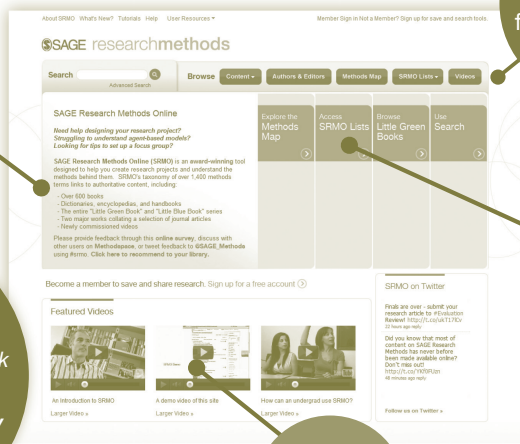 About SRMO What's New? Tutorials Help User Resources ▾
Member Sign in Not a Member? Sign up for save and search tools.
f
SSAGE researchmethods
Search
Advanced Search
Browse Content ▾ Authors & Editors Methods Map SRMO Lists ▾ Videos
SAGE Research Methods Online
Need help designing your research project?
Struggling to understand agent-based models?
Looking for tips to set up a focus group?
SAGE Research Methods Online (SRMO) is an award-winning tool
designed to help you create research projects and understand the
methods behind them. SRMO's taxonomy of over 1,400 methods
terms links to authoritative content, including:
- Over 600 books
- Dictionaries, encyclopedias, and handbooks
- The entire "Little Green Book" and "Little Blue Book" series
- Two major works collating a selection of journal articles
- Newly commissioned videos
Please provide feedback through this online survey, discuss with
other users on Methodspace, or tweet feedback to @SAGE_Methods
using #srmo. Click here to recommend to your library.
Explore the
Methods
Map
Access
SRMO Lists
Browse
Little Green
Books
Use
Search
Become a member to save and share research. Sign up for a free account
Featured Videos
An Introduction to SRMO
Larger Video »
A demo video of this site
Larger Video »
How can an undergrad use SRMO?
Larger Video »
SRMO on Twitter
Finals are over - submit your
research article to #Evaluation
Review!
32 hours ago reply
Did you know that most of
content on SAGE Research
Methods has never before
been made available online?
Don't miss out!
48 minutes ago reply
Follow us on Twitter »
k